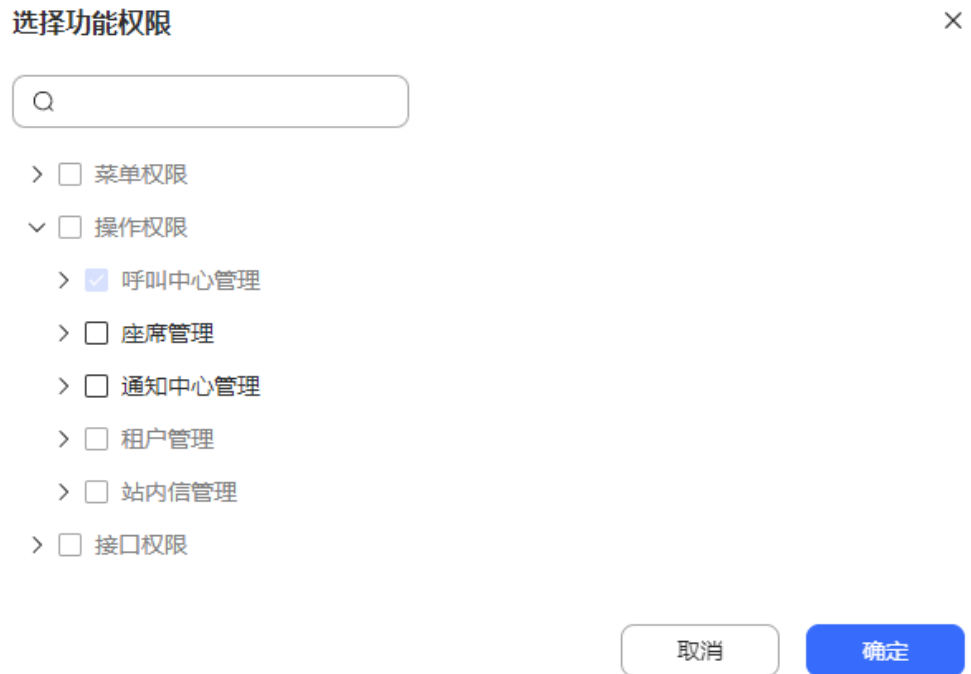 选择功能权限
菜单权限
操作权限
呼叫中心管理
座席管理
通知中心管理
租户管理
站内信管理
接口权限
取消
确定